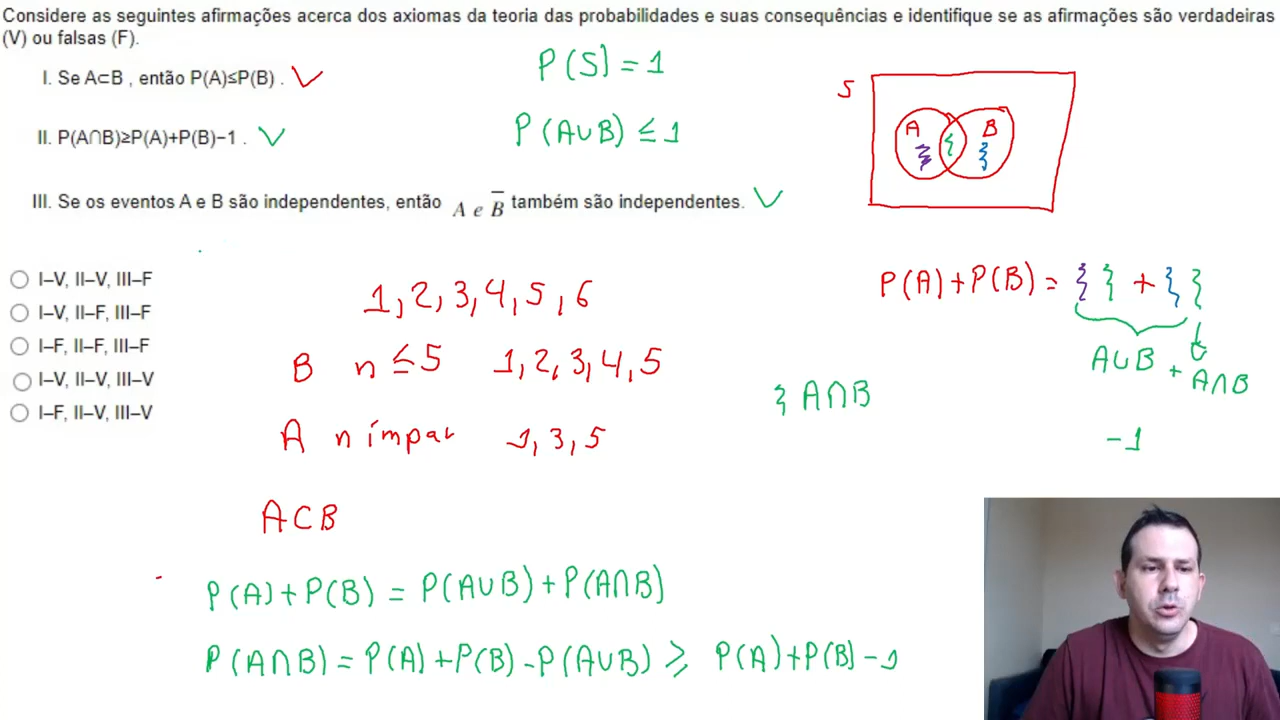 Considere as seguintes afirmações acerca dos axiomas da teoria das probabilidades e suas consequências e identifique se as afirmações são verdadeiras
(V) ou falsas (F).
I. Se A⊂B , então P(A)≤P(B) . V
P(S) = 1
II. P(A∩B)≥P(A)+P(B)−1 . V
P(A∪B) ≤ 1
S
A
B
III. Se os eventos A e B são independentes, então A e B̅ também são independentes. V
I–V, II–V, III–F
I–V, II–F, III–F
I–F, II–F, III–F
I–V, II–V, III–V
I–F, II–V, III–V
1, 2, 3, 4, 5, 6
B n ≤ 5 1, 2, 3, 4, 5
A n ímpar 1, 3, 5
A⊂B
P(A)+P(B) =
+
A∪B + A∩B
A∩B
-1
P(A)+P(B) = P(A∪B)+P(A∩B)
P(A∩B) = P(A)+P(B)-P(A∪B) ≥ P(A)+P(B)-1